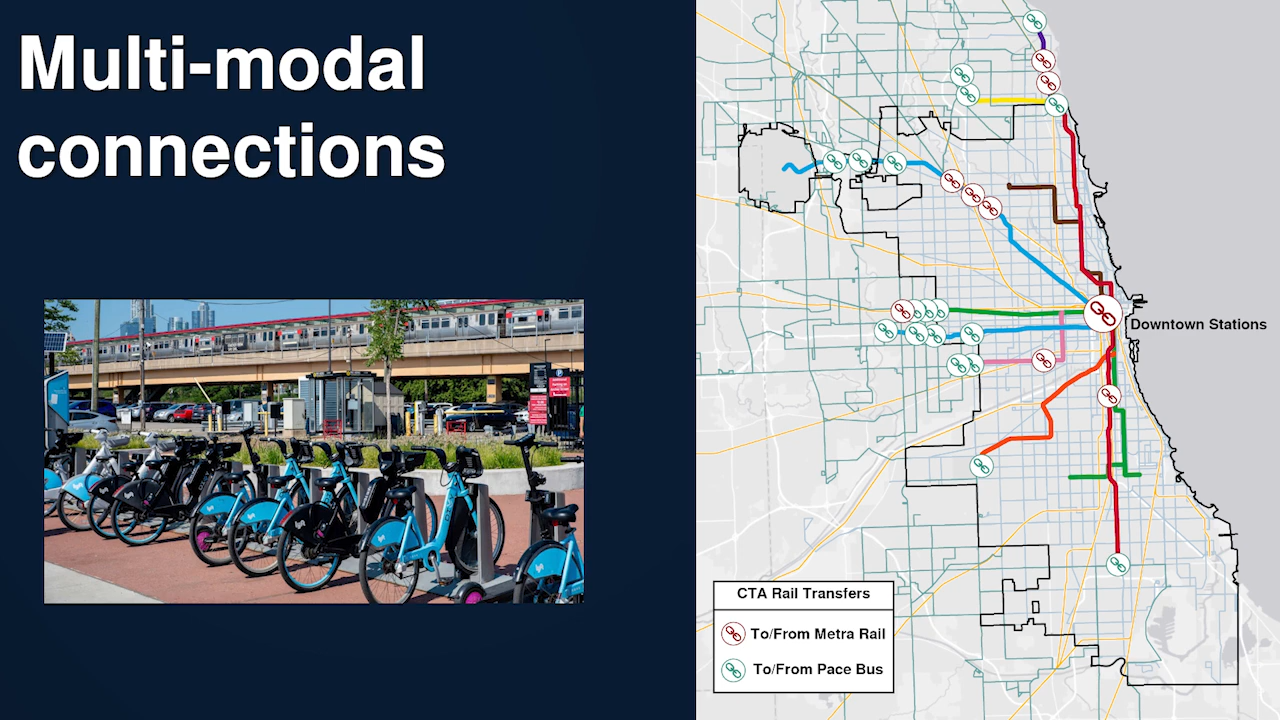 Multi-modal
connections
Downtown Stations
CTA Rail Transfers
To/From Metra Rail
To/From Pace Bus